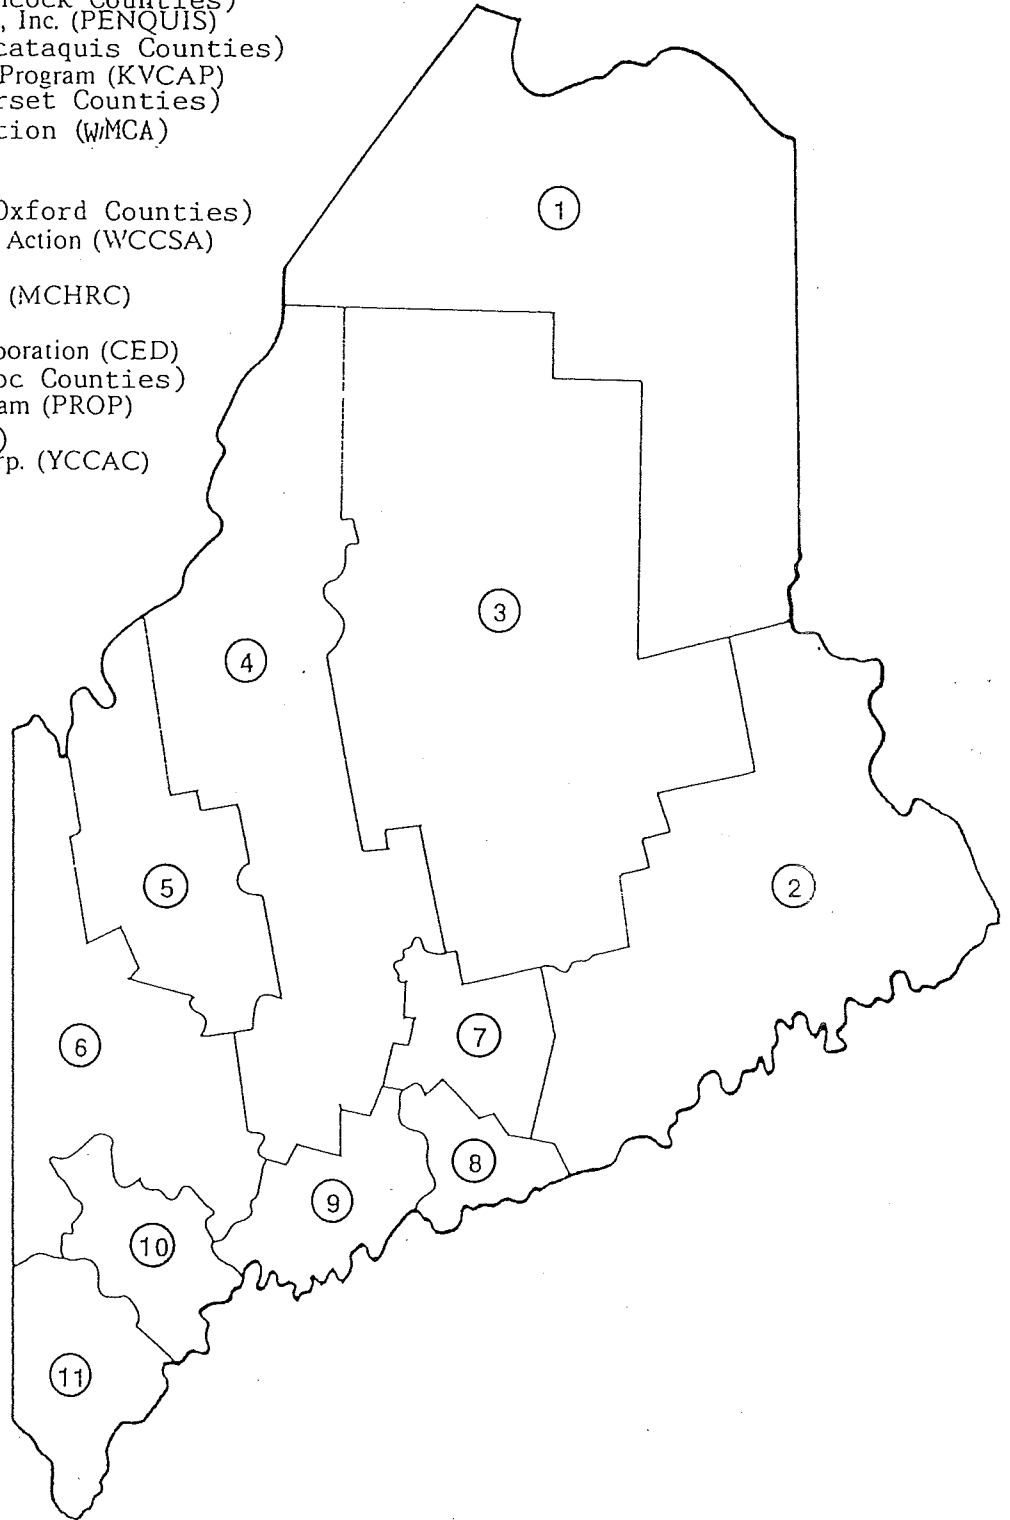 , Inc. (PENQUIS)
cataquis Counties)
Program (KVCAP)
rset Counties)
tion (WMCA)
Oxford Counties)
Action (WCCSA)
(MCHRC)
poration (CED)
oc Counties)
am (PROP)
)
rp. (YCCAC)
1
3
4
5
2
7
6
8
9
10
11